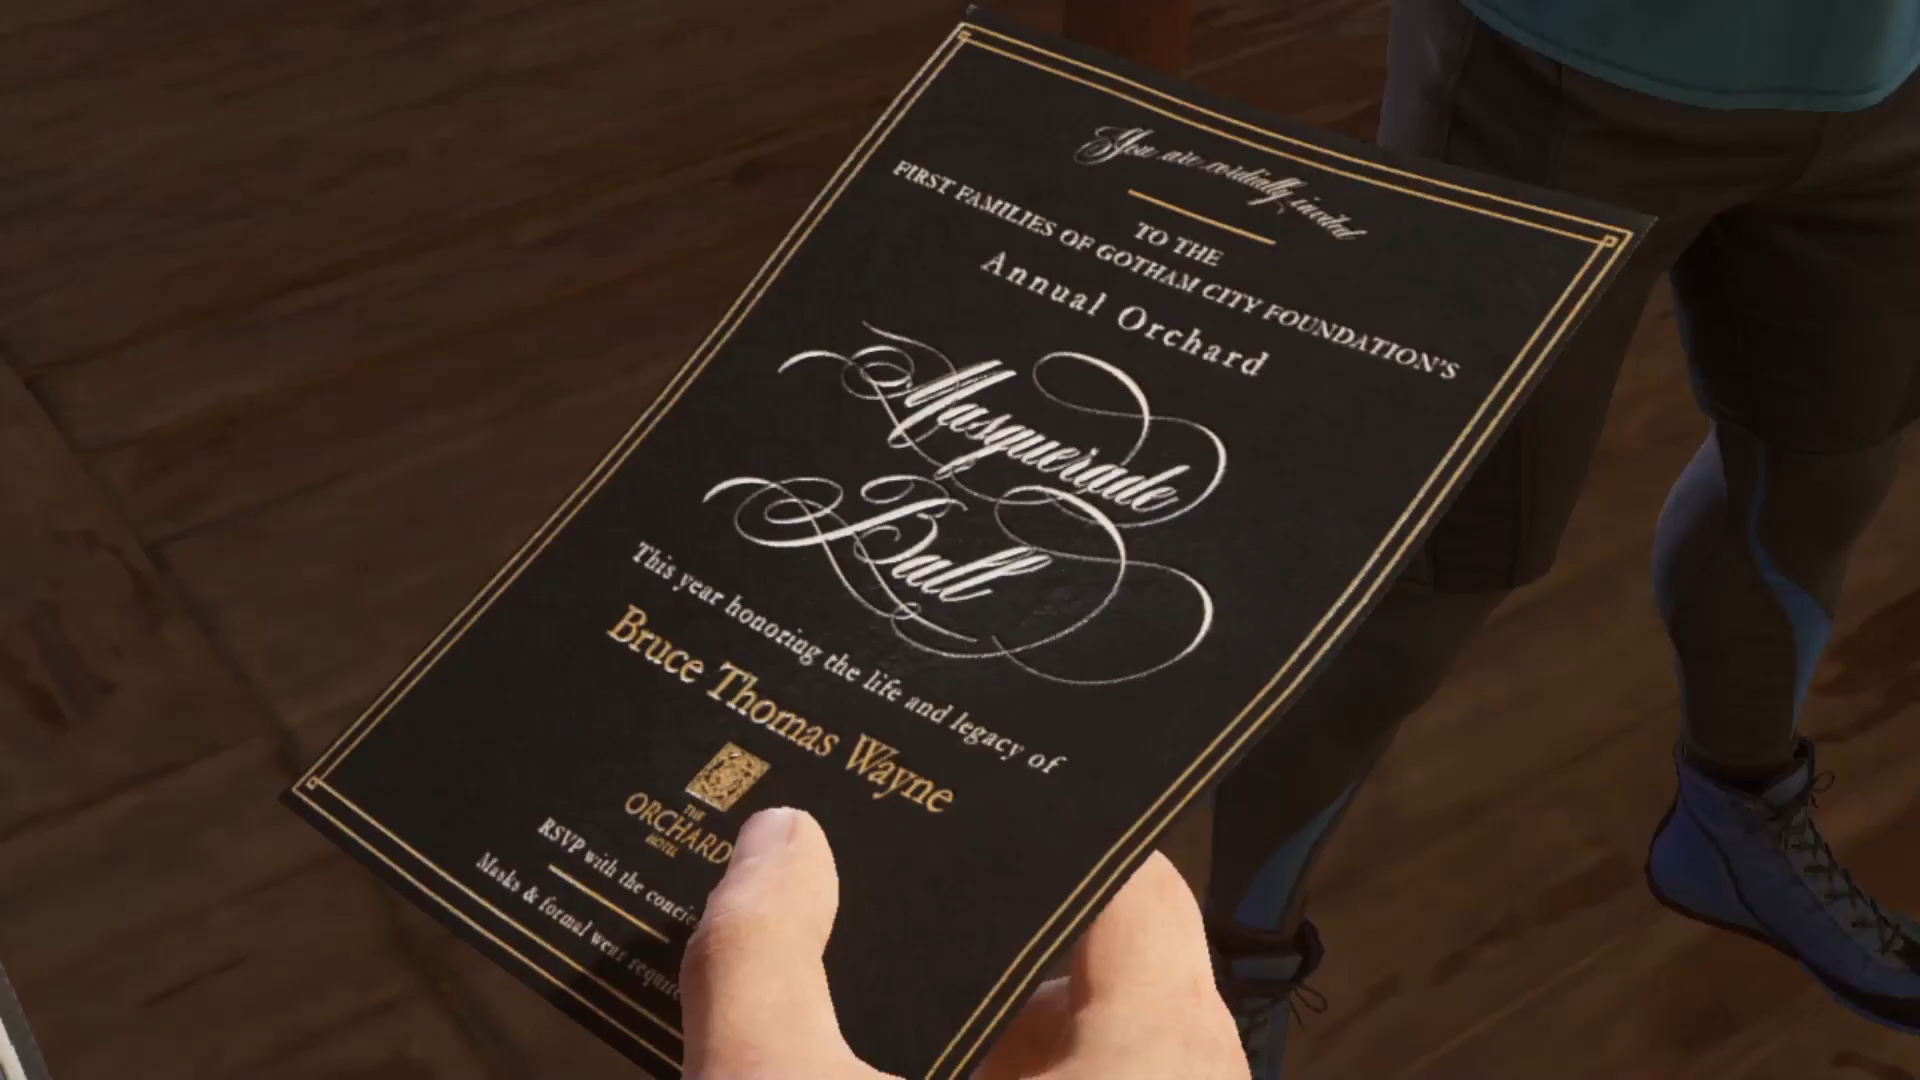 You are cordially invited
TO THE
FIRST FAMILIES OF GOTHAM CITY FOUNDATION'S
Annual Orchard
Masquerade
Ball
This year honoring the life and legacy of
Bruce Thomas Wayne
THE
ORCHARD
HOTEL
RSVP with the
Masks & formal wear